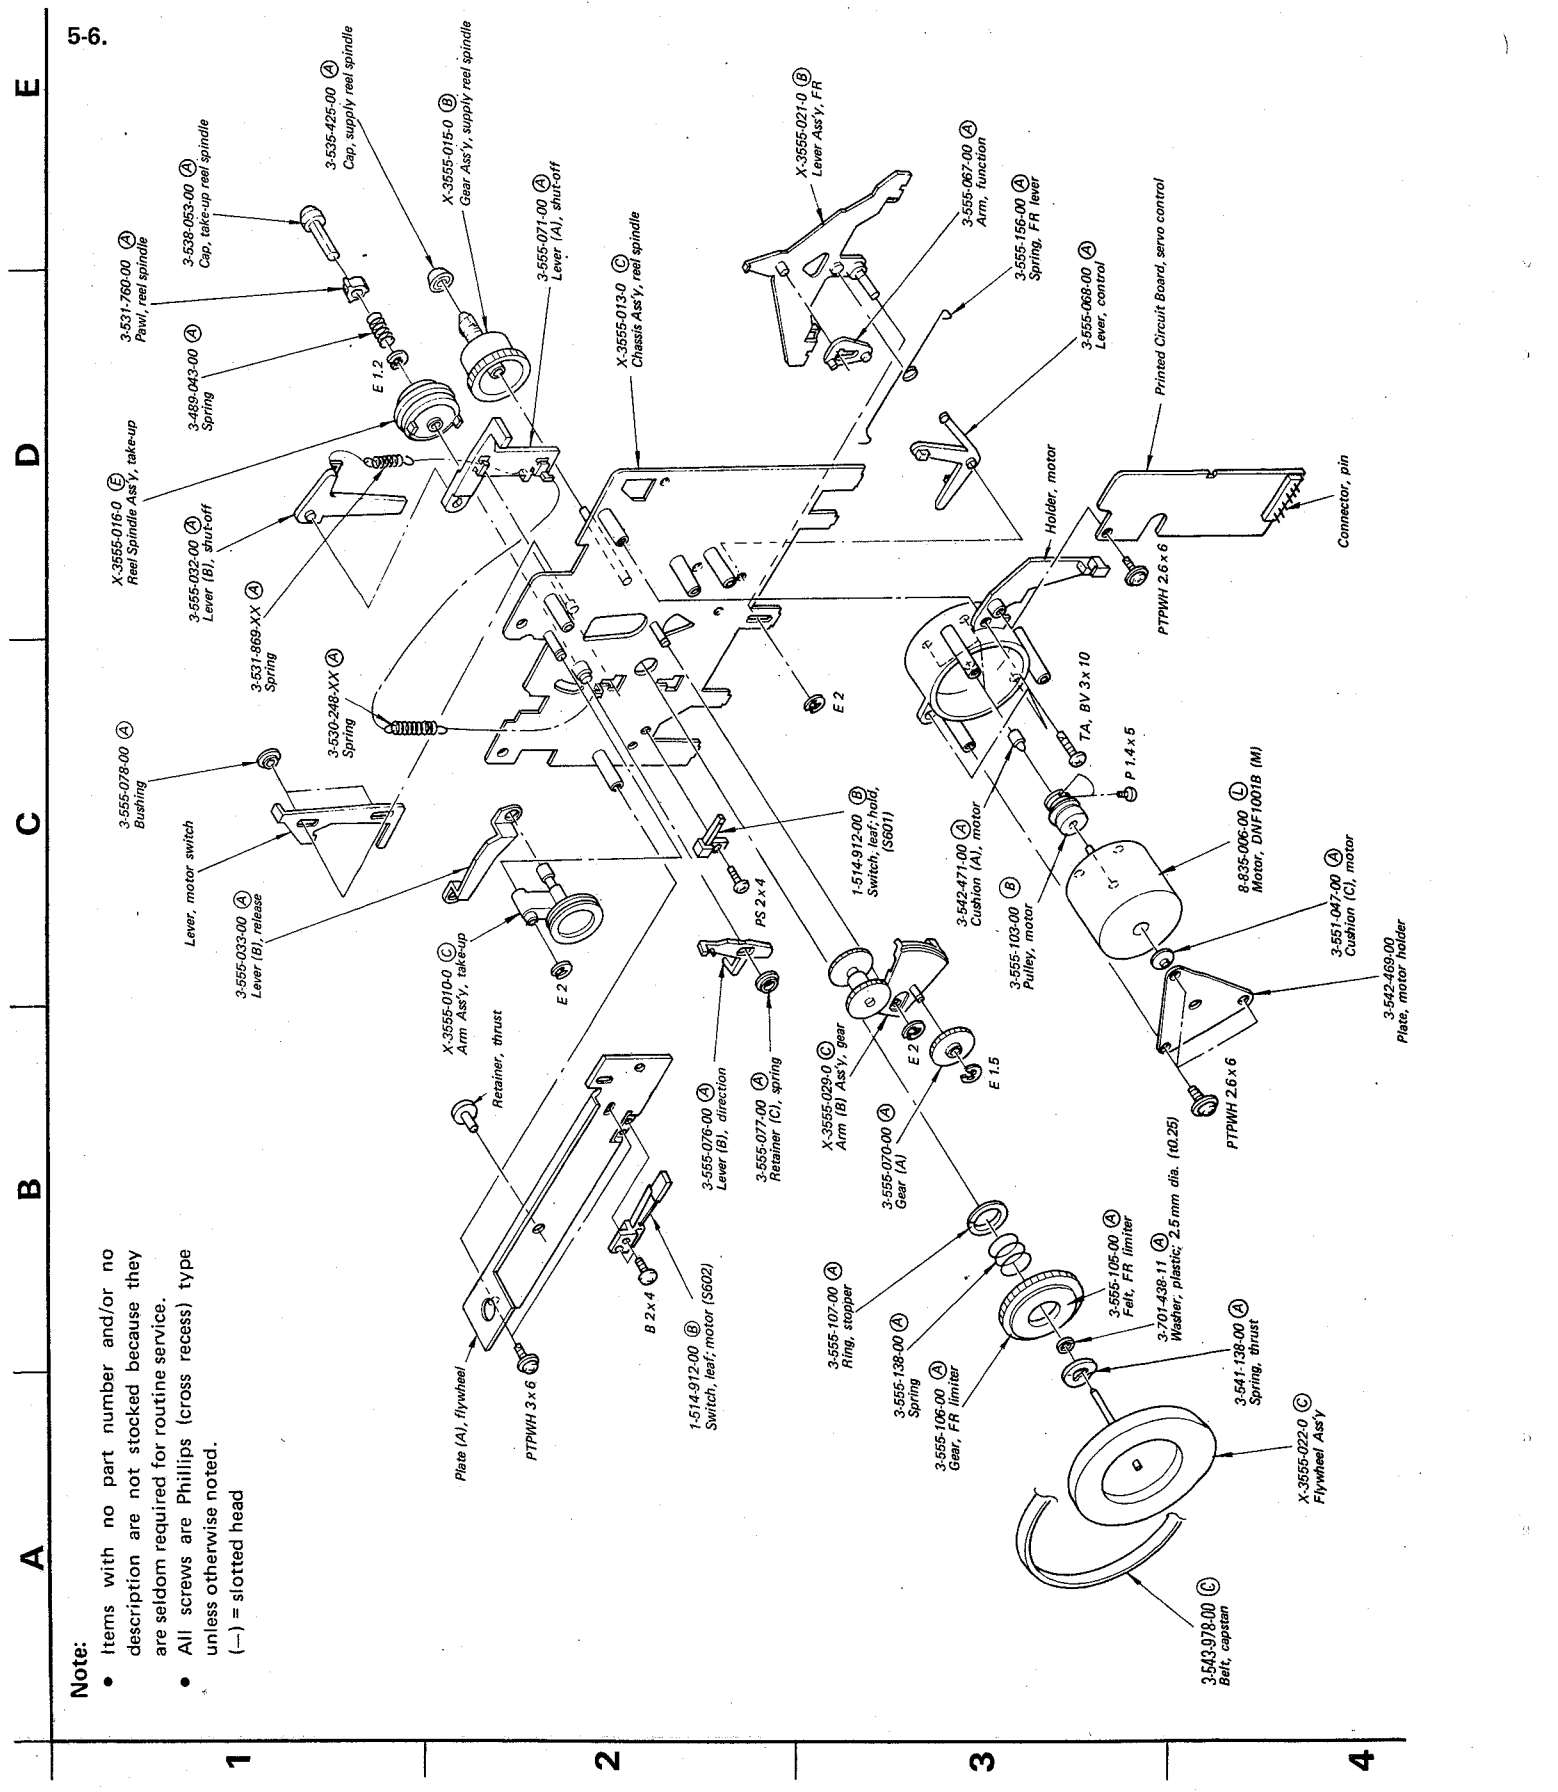 5-6.
Note:
• Items with no part number and/or no
description are not stocked because they
are seldom required for routine service.
• All screws are Phillips (cross recess) type
unless otherwise noted.
(—) = slotted head
A
B
C
D
E
1
2
3
4
3-555-078-00 Ⓐ
Bushing
Lever, motor switch
3-555-033-00 Ⓐ
Lever (B), release
3-530-248-XX Ⓐ
Spring
3-531-869-XX Ⓐ
Spring
3-555-032-00 Ⓐ
Lever (B), shut-off
X-3555-016-0 Ⓔ
Reel Spindle Ass'y, take-up
3-489-043-00 Ⓐ
Spring
3-531-760-00 Ⓐ
Pawl, reel spindle
3-538-053-00 Ⓐ
Cap, take-up reel spindle
E 1.2
3-535-425-00 Ⓐ
Cap, supply reel spindle
X-3555-015-0 Ⓑ
Gear Ass'y, supply reel spindle
3-555-071-00 Ⓐ
Lever (A), shut-off
X-3555-013-0 Ⓒ
Chassis Ass'y, reel spindle
X-3555-021-0 Ⓑ
Lever Ass'y, FR
3-555-067-00 Ⓐ
Arm, function
3-555-156-00 Ⓐ
Spring, FR lever
3-555-068-00 Ⓐ
Lever, control
Printed Circuit Board, servo control
Holder, motor
Connector, pin
PTPWH 2.6 x 6
E 2
TA, BV 3 x 10
P 1.4 x 5
X-3555-010-0 Ⓒ
Arm Ass'y, take-up
E 2
Retainer, thrust
PS 2 x 4
1-514-912-00 Ⓑ
Switch, leaf; hold,
(S601)
3-542-471-00 Ⓐ
Cushion (A), motor
3-555-103-00 Ⓑ
Pulley, motor
8-835-006-00 Ⓛ
Motor, DNF1001B (M)
3-551-047-00 Ⓐ
Cushion (C), motor
3-542-469-00
Plate, motor holder
PTPWH 2.6 x 6
3-555-076-00 Ⓐ
Lever (B), direction
3-555-077-00 Ⓐ
Retainer (C), spring
X-3555-029-0 Ⓒ
Arm (B) Ass'y, gear
E 2
3-555-070-00 Ⓐ
Gear (A)
E 1.5
Plate (A), flywheel
PTPWH 3 x 6
B 2 x 4
1-514-912-00 Ⓑ
Switch, leaf; motor (S602)
3-555-107-00 Ⓐ
Ring, stopper
3-555-138-00 Ⓐ
Spring
3-555-106-00 Ⓐ
Gear, FR limiter
3-555-105-00 Ⓐ
Felt, FR limiter
3-701-438-11 Ⓐ
Washer, plastic; 2.5 mm dia. (t0.25)
3-541-138-00 Ⓐ
Spring, thrust
X-3555-022-0 Ⓒ
Flywheel Ass'y
3-543-978-00 Ⓒ
Belt, capstan